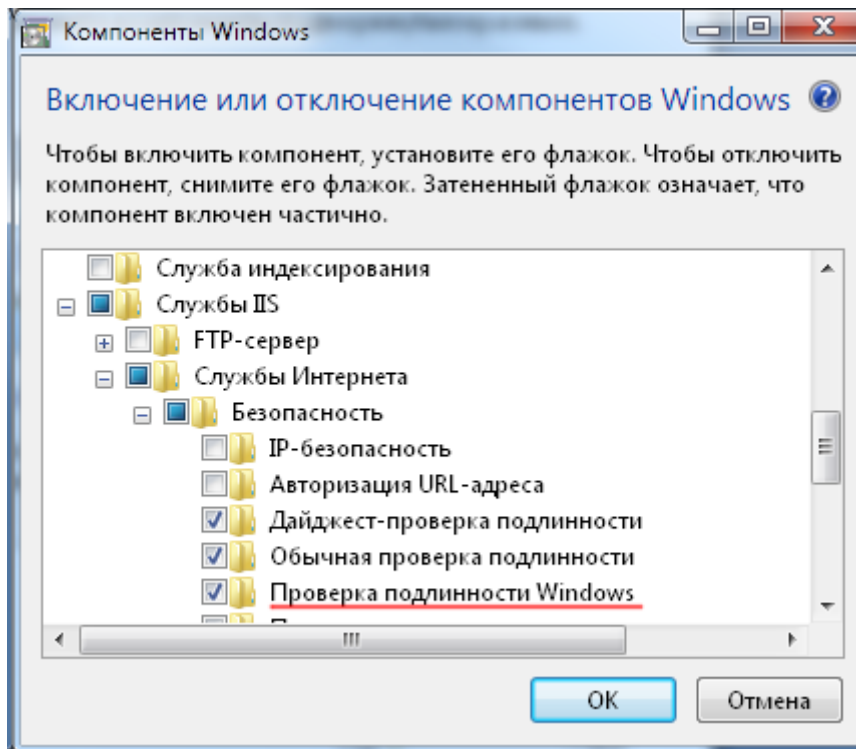 Компоненты Windows
Включение или отключение компонентов Windows
Чтобы включить компонент, установите его флажок. Чтобы отключить
компонент, снимите его флажок. Затененный флажок означает, что
компонент включен частично.
Служба индексирования
Службы IIS
FTP-сервер
Службы Интернета
Безопасность
IP-безопасность
Авторизация URL-адреса
Дайджест-проверка подлинности
Обычная проверка подлинности
Проверка подлинности Windows
ОК
Отмена